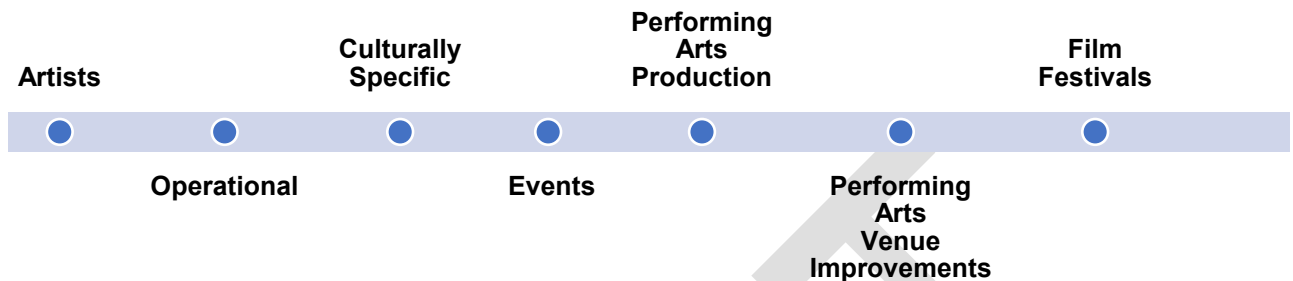 Artists
Operational
Culturally
Specific
Events
Performing
Arts
Production
Performing
Arts
Venue
Improvements
Film
Festivals